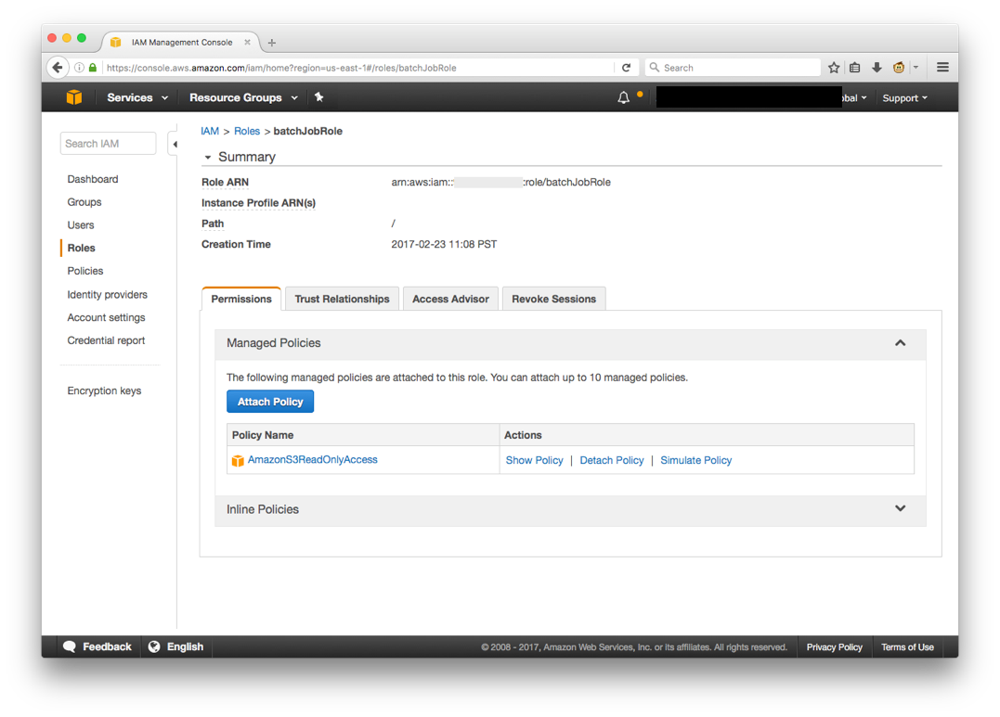 IAM Management Console
https://console.aws.amazon.com/iam/home?region=us-east-1#/roles/batchJobRole
Search
Services
Resource Groups
Support
Search IAM
Dashboard
Groups
Users
Roles
Policies
Identity providers
Account settings
Credential report
Encryption keys
IAM > Roles > batchJobRole
Summary
Role ARN arn:aws:iam:: :role/batchJobRole
Instance Profile ARN(s)
Path /
Creation Time 2017-02-23 11:08 PST
Permissions Trust Relationships Access Advisor Revoke Sessions
Managed Policies
The following managed policies are attached to this role. You can attach up to 10 managed policies.
Attach Policy
Policy Name Actions
AmazonS3ReadOnlyAccess Show Policy | Detach Policy | Simulate Policy
Inline Policies
Feedback English © 2008 - 2017, Amazon Web Services, Inc. or its affiliates. All rights reserved. Privacy Policy Terms of Use